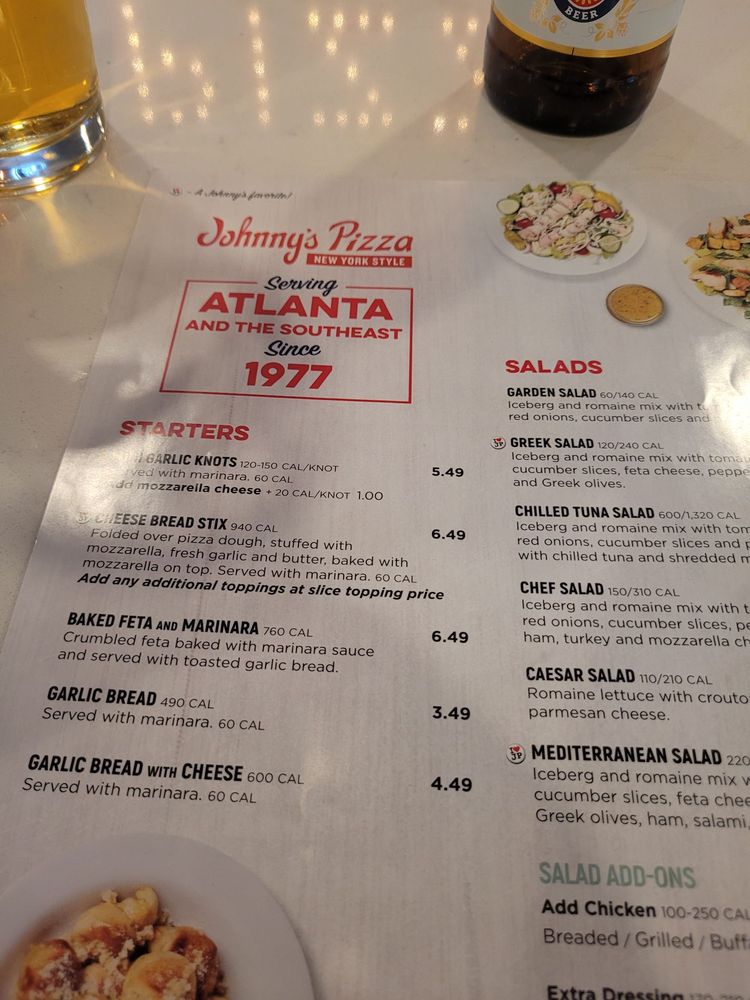 BEER
- A Johnny's favorite!
Johnny's Pizza
NEW YORK STYLE
Serving
ATLANTA
AND THE SOUTHEAST
Since
1977
STARTERS
GARLIC KNOTS 120-150 CAL/KNOT 5.49
with marinara. 60 CAL
mozzarella cheese + 20 CAL/KNOT 1.00
CHEESE BREAD STIX 940 CAL 6.49
Folded over pizza dough, stuffed with
mozzarella, fresh garlic and butter, baked with
mozzarella on top. Served with marinara. 60 CAL
Add any additional toppings at slice topping price
BAKED FETA AND MARINARA 760 CAL 6.49
Crumbled feta baked with marinara sauce
and served with toasted garlic bread.
GARLIC BREAD 490 CAL 3.49
Served with marinara. 60 CAL
GARLIC BREAD WITH CHEESE 600 CAL 4.49
Served with marinara. 60 CAL
SALADS
GARDEN SALAD 60/140 CAL
Iceberg and romaine mix with
red onions, cucumber slices and
JP GREEK SALAD 120/240 CAL
Iceberg and romaine mix with
cucumber slices, feta cheese,
and Greek olives.
CHILLED TUNA SALAD 600/1,320 CAL
Iceberg and romaine mix with
red onions, cucumber slices and
with chilled tuna and shredded
CHEF SALAD 150/310 CAL
Iceberg and romaine mix with
red onions, cucumber slices,
ham, turkey and mozzarella
CAESAR SALAD 110/210 CAL
Romaine lettuce with
parmesan cheese.
I JP MEDITERRANEAN SALAD 220
Iceberg and romaine mix
cucumber slices, feta
Greek olives, ham, salami,
SALAD ADD-ONS
Add Chicken 100-250 CAL
Breaded / Grilled / Buff
Extra Dressing